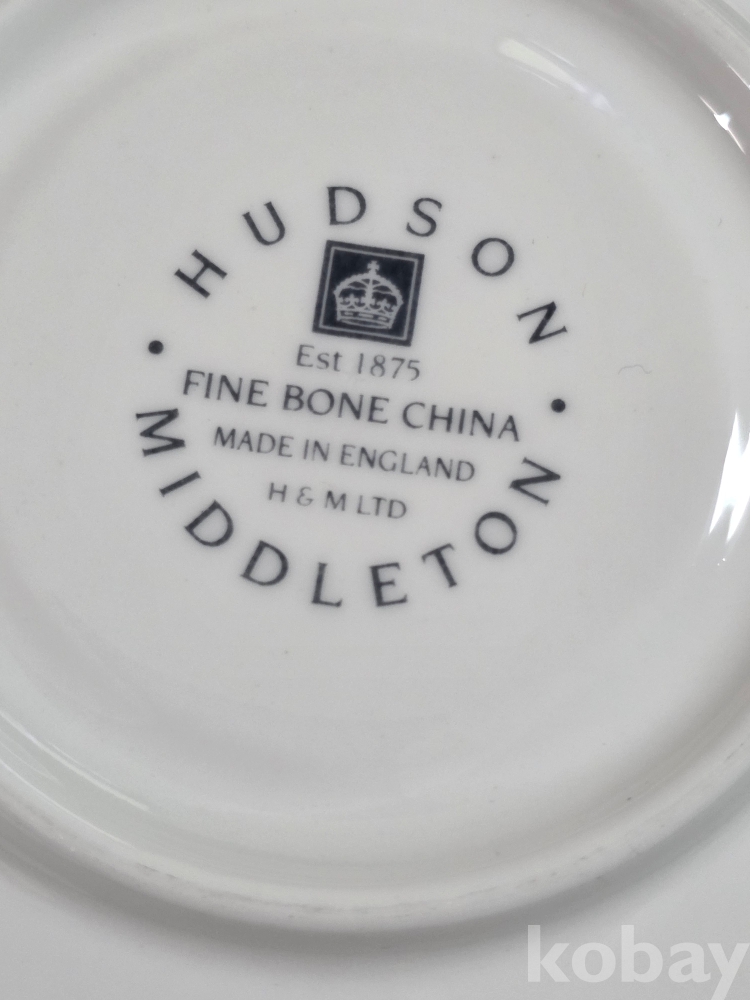 HUDSON
Est 1875
FINE BONE CHINA
MADE IN ENGLAND
H & M LTD
MIDDLETON
kobay